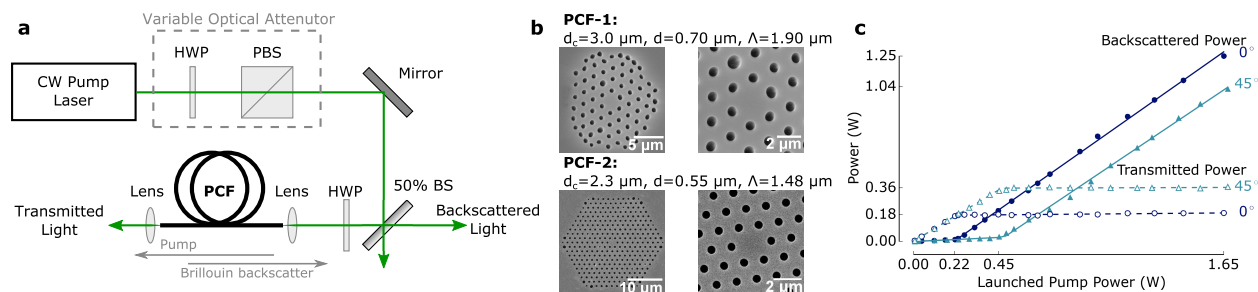 a
Variable Optical Attenutor
HWP
PBS
CW Pump
Laser
Mirror
Lens
PCF
Lens
HWP
50% BS
Transmitted
Light
Backscattered
Light
Pump
Brillouin backscatter
b
PCF-1:
d_c=3.0 μm, d=0.70 μm, Λ=1.90 μm
5 μm
2 μm
PCF-2:
d_c=2.3 μm, d=0.55 μm, Λ=1.48 μm
10 μm
2 μm
c
Backscattered Power
1.25
0°
1.04
45°
Power (W)
Transmitted Power
0.36
45°
0.18
0°
0.00
0.00 0.22 0.45 1.65
Launched Pump Power (W)